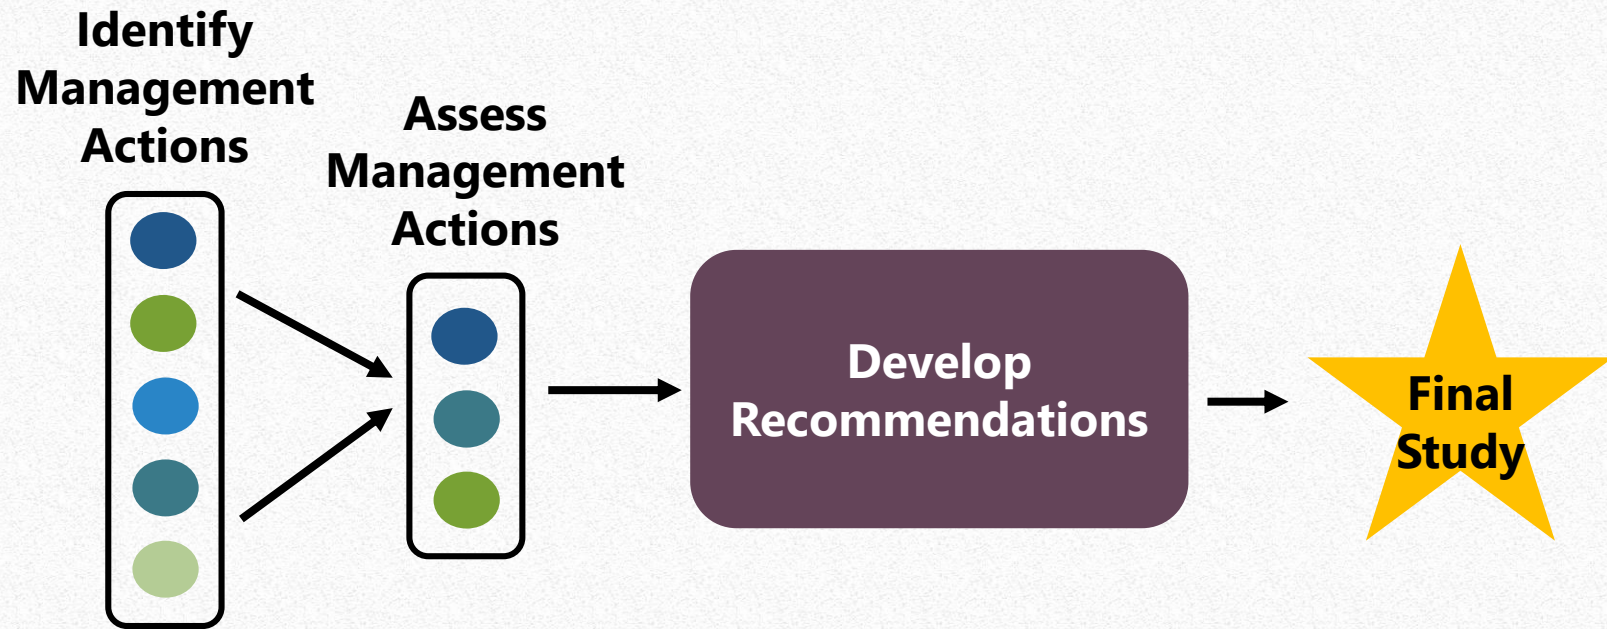 Identify
Management
Actions
Assess
Management
Actions
Develop
Recommendations
Final
Study